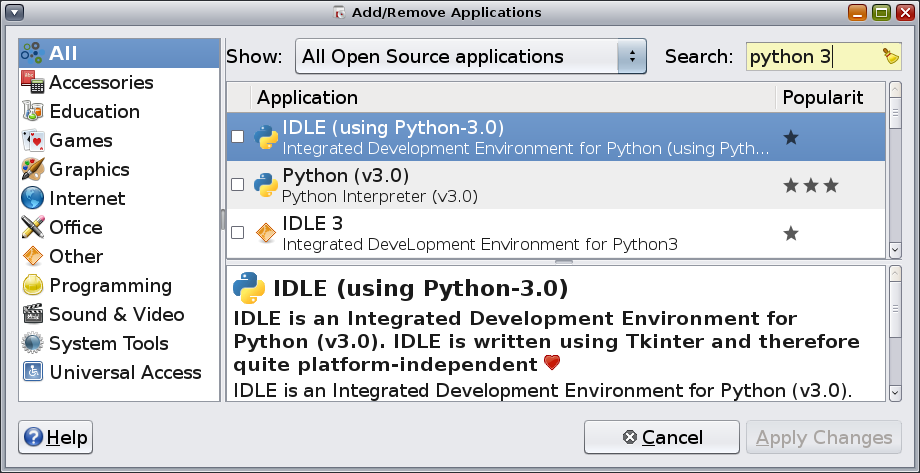 Add/Remove Applications
All
Accessories
Education
Games
Graphics
Internet
Office
Other
Programming
Sound & Video
System Tools
Universal Access
Show: All Open Source applications Search: python 3
Application Popularit
IDLE (using Python-3.0)
Integrated Development Environment for Python (using Pyth...
Python (v3.0)
Python Interpreter (v3.0)
IDLE 3
Integrated DeveLopment Environment for Python3
IDLE (using Python-3.0)
IDLE is an Integrated Development Environment for
Python (v3.0). IDLE is written using Tkinter and therefore
quite platform-independent
IDLE is an Integrated Development Environment for Python (v3.0).
Help Cancel Apply Changes